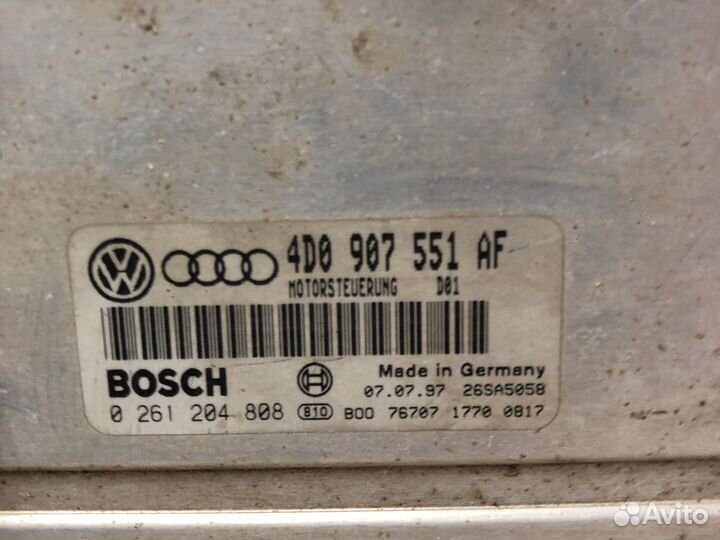 4D0 907 551 AF
MOTORSTEUERUNG D01
BOSCH
Made in Germany
07.07.97 26SA5058
0 261 204 808 B10 B00 76707 1770 0817
Avito